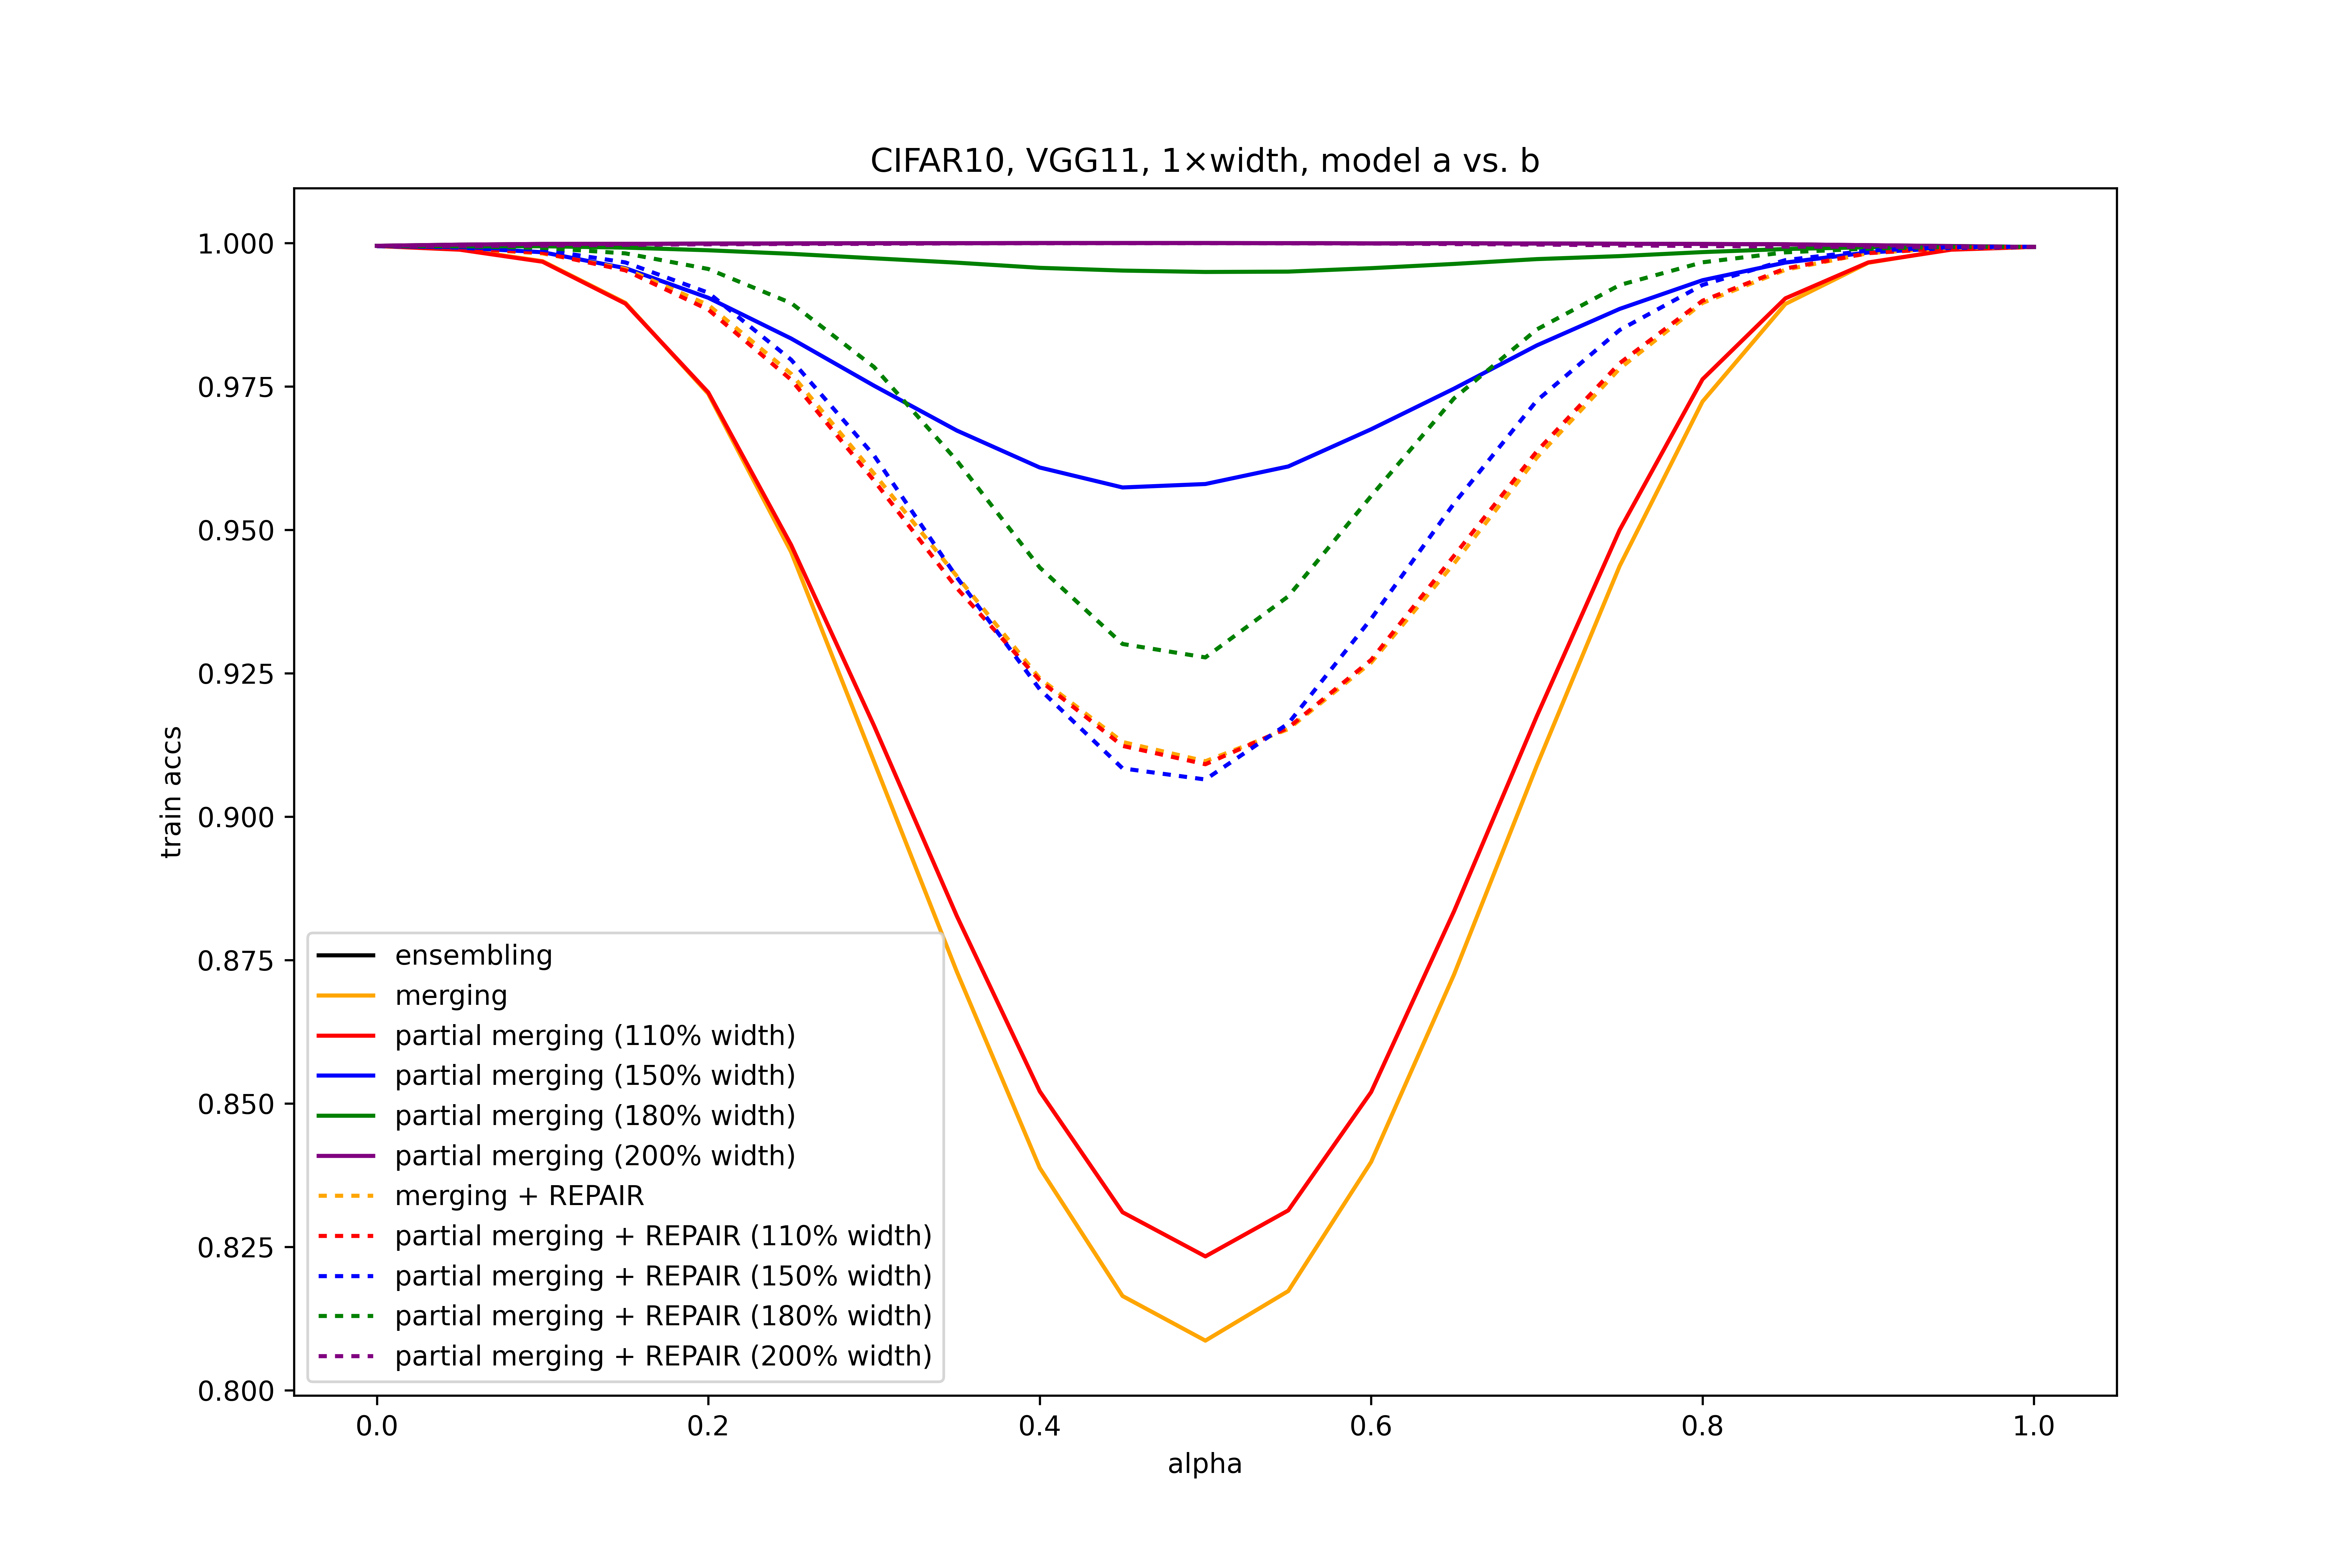 CIFAR10, VGG11, 1×width, model a vs. b
1.000
0.975
0.950
0.925
0.900
0.875
0.850
0.825
0.800
train accs
ensembling
merging
partial merging (110% width)
partial merging (150% width)
partial merging (180% width)
partial merging (200% width)
merging + REPAIR
partial merging + REPAIR (110% width)
partial merging + REPAIR (150% width)
partial merging + REPAIR (180% width)
partial merging + REPAIR (200% width)
0.0 0.2 0.4 0.6 0.8 1.0
alpha